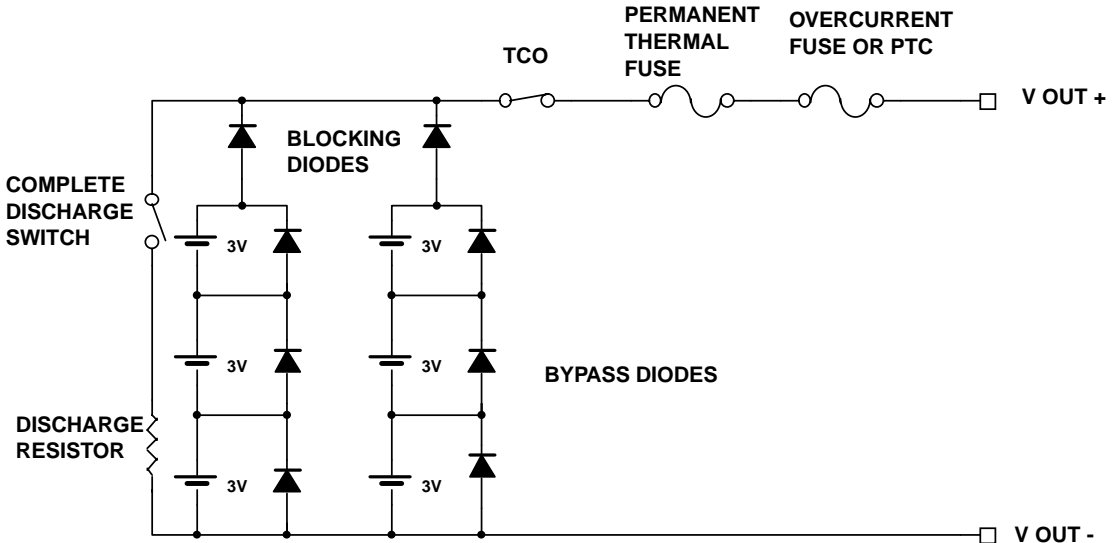 PERMANENT
THERMAL
FUSE
OVERCURRENT
FUSE OR PTC
TCO
V OUT +
BLOCKING
DIODES
COMPLETE
DISCHARGE
SWITCH
3V
3V
3V
3V
BYPASS DIODES
DISCHARGE
RESISTOR
3V
3V
V OUT -